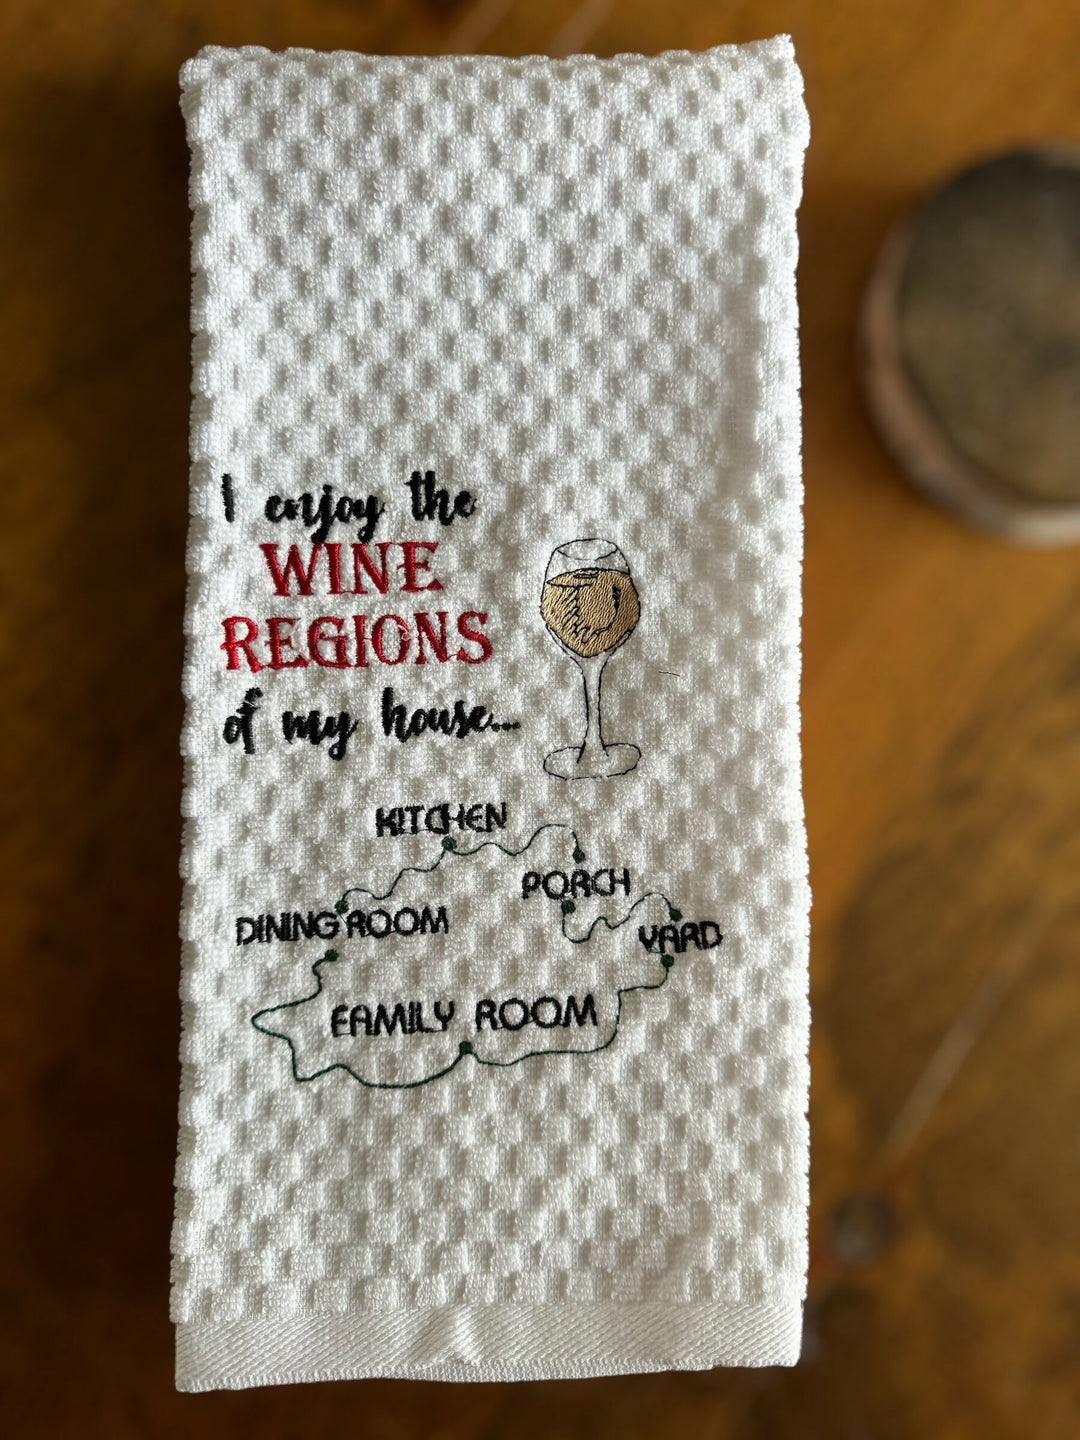 I enjoy the
WINE
REGIONS
of my house...
KITCHEN
PORCH
DINING ROOM
YARD
FAMILY ROOM